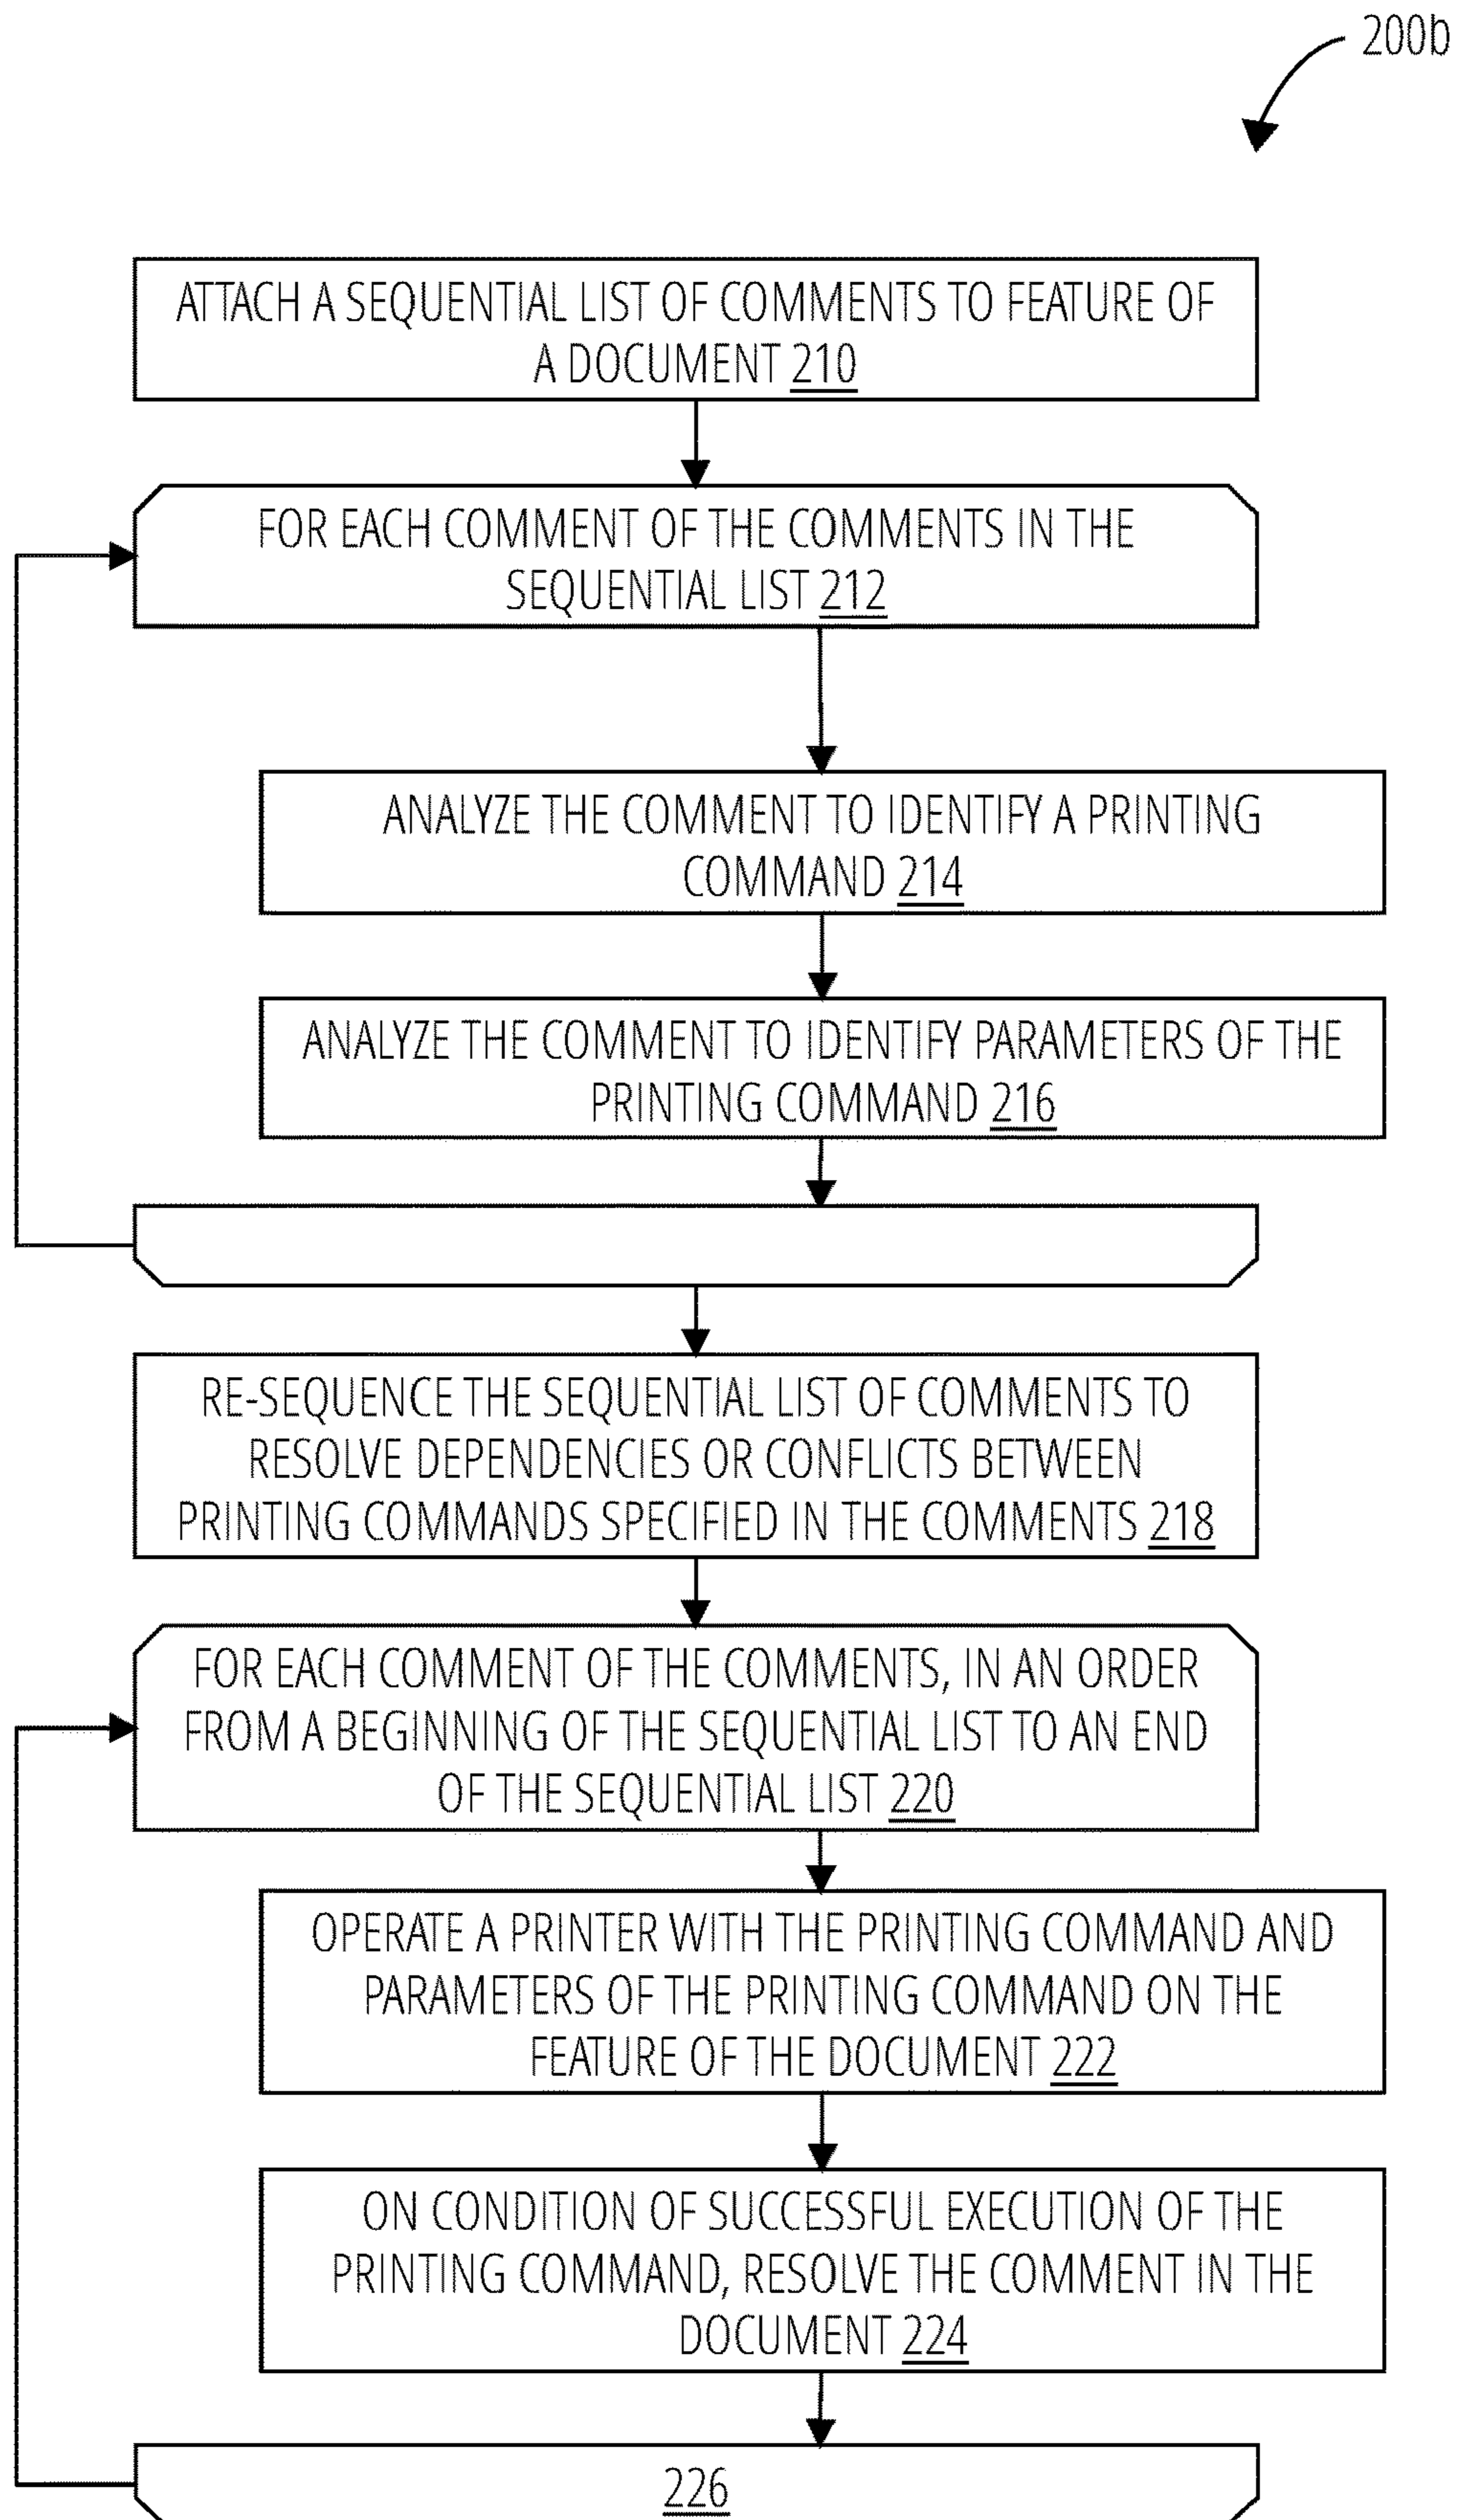 200b
ATTACH A SEQUENTIAL LIST OF COMMENTS TO FEATURE OF
A DOCUMENT 210
FOR EACH COMMENT OF THE COMMENTS IN THE
SEQUENTIAL LIST 212
ANALYZE THE COMMENT TO IDENTIFY A PRINTING
COMMAND 214
ANALYZE THE COMMENT TO IDENTIFY PARAMETERS OF THE
PRINTING COMMAND 216
RE-SEQUENCE THE SEQUENTIAL LIST OF COMMENTS TO
RESOLVE DEPENDENCIES OR CONFLICTS BETWEEN
PRINTING COMMANDS SPECIFIED IN THE COMMENTS 218
FOR EACH COMMENT OF THE COMMENTS, IN AN ORDER
FROM A BEGINNING OF THE SEQUENTIAL LIST TO AN END
OF THE SEQUENTIAL LIST 220
OPERATE A PRINTER WITH THE PRINTING COMMAND AND
PARAMETERS OF THE PRINTING COMMAND ON THE
FEATURE OF THE DOCUMENT 222
ON CONDITION OF SUCCESSFUL EXECUTION OF THE
PRINTING COMMAND, RESOLVE THE COMMENT IN THE
DOCUMENT 224
226